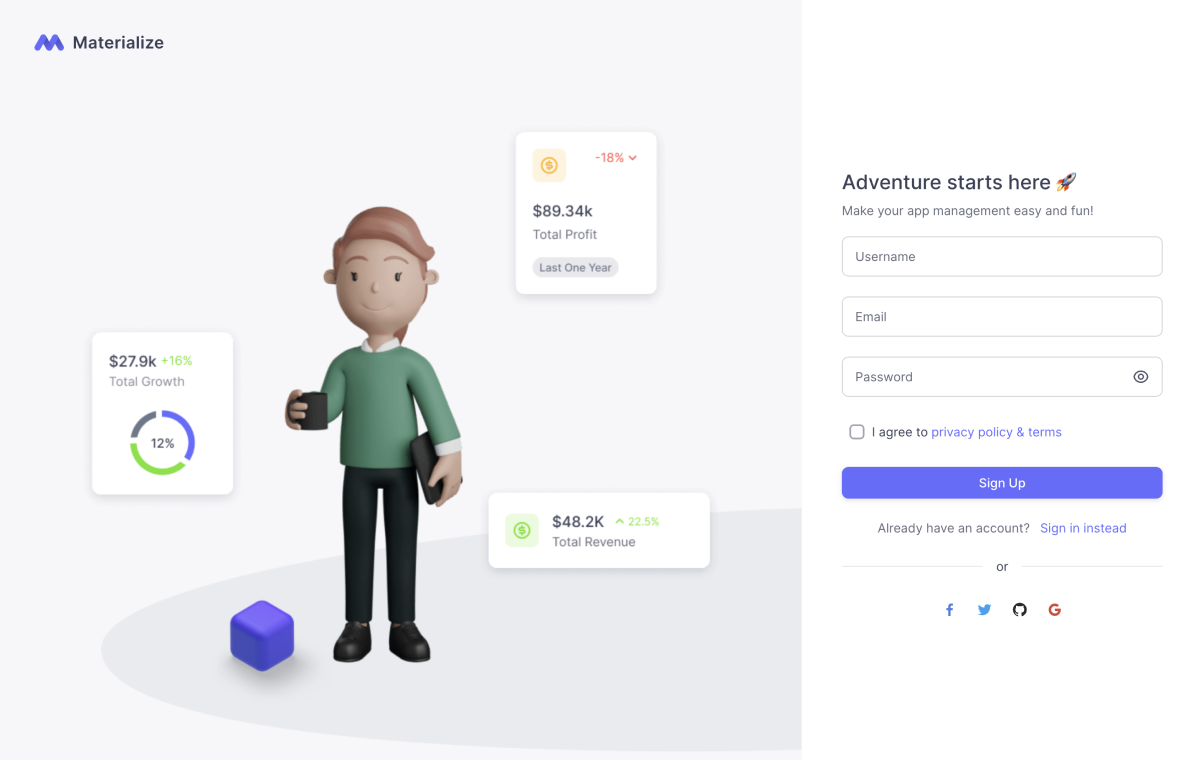 Materialize
-18%
$89.34k
Total Profit
Last One Year
$27.9k +16%
Total Growth
12%
$48.2K 22.5%
Total Revenue
Adventure starts here 🚀
Make your app management easy and fun!
Username
Email
Password
I agree to privacy policy & terms
Sign Up
Already have an account? Sign in instead
or